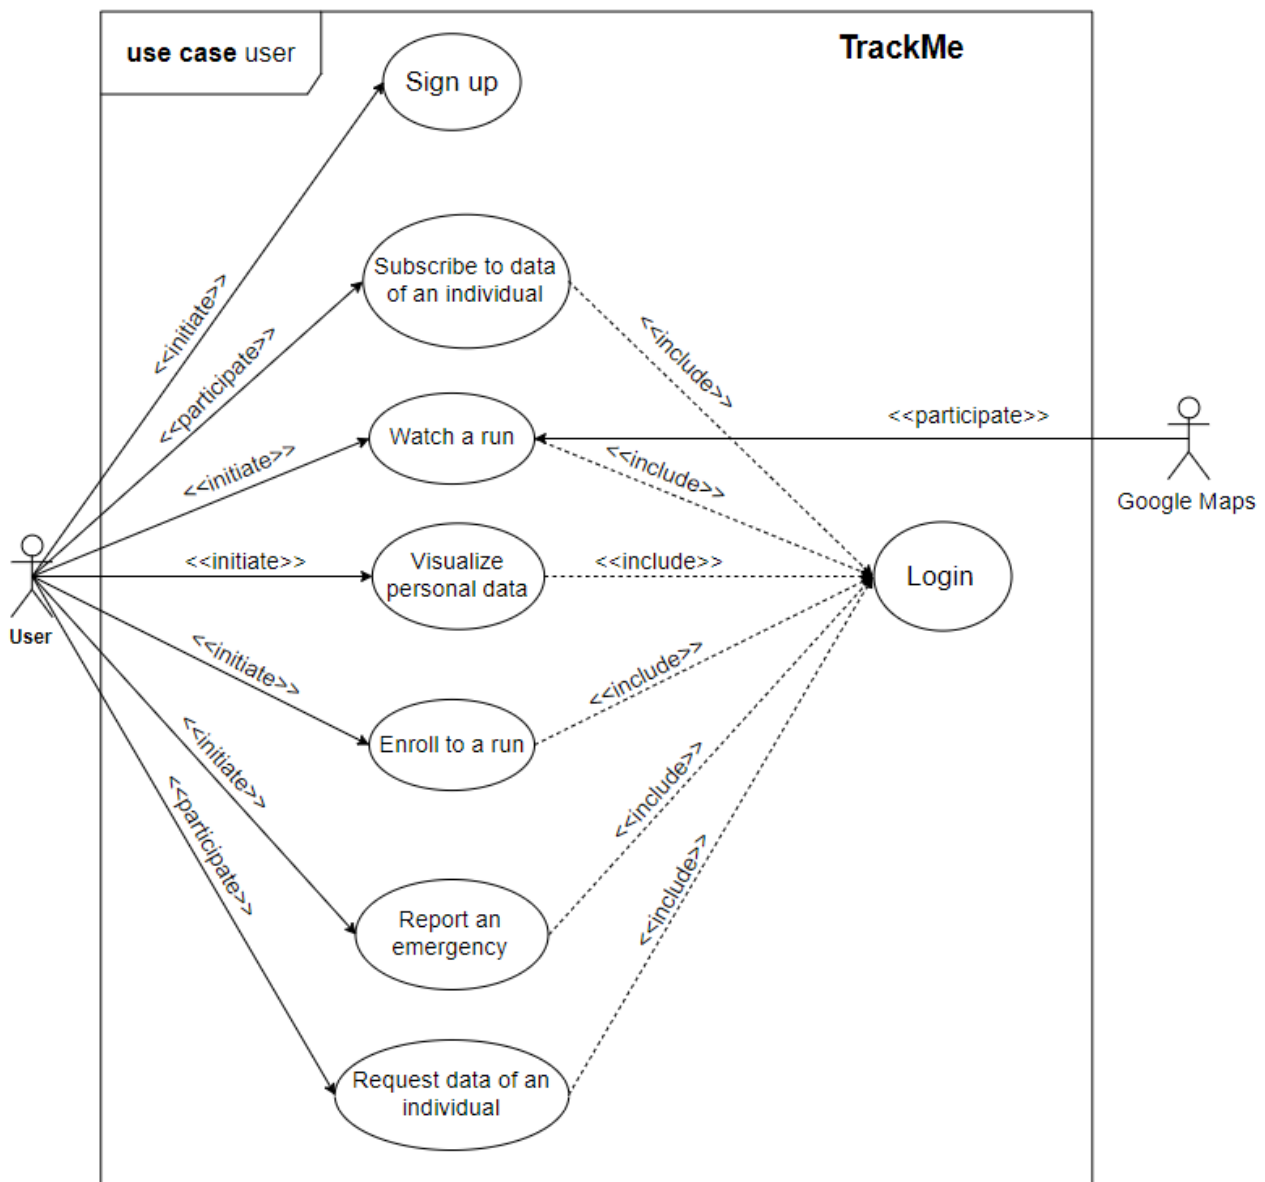 use case user
TrackMe
Sign up
<<initiate>>
Subscribe to data
of an individual
<<participate>>
<<include>>
Watch a run
<<initiate>>
<<include>>
<<participate>>
Google Maps
Visualize
personal data
<<initiate>>
<<include>>
Login
User
Enroll to a run
<<initiate>>
<<include>>
Report an
emergency
<<initiate>>
<<include>>
Request data of an
individual
<<participate>>
<<include>>